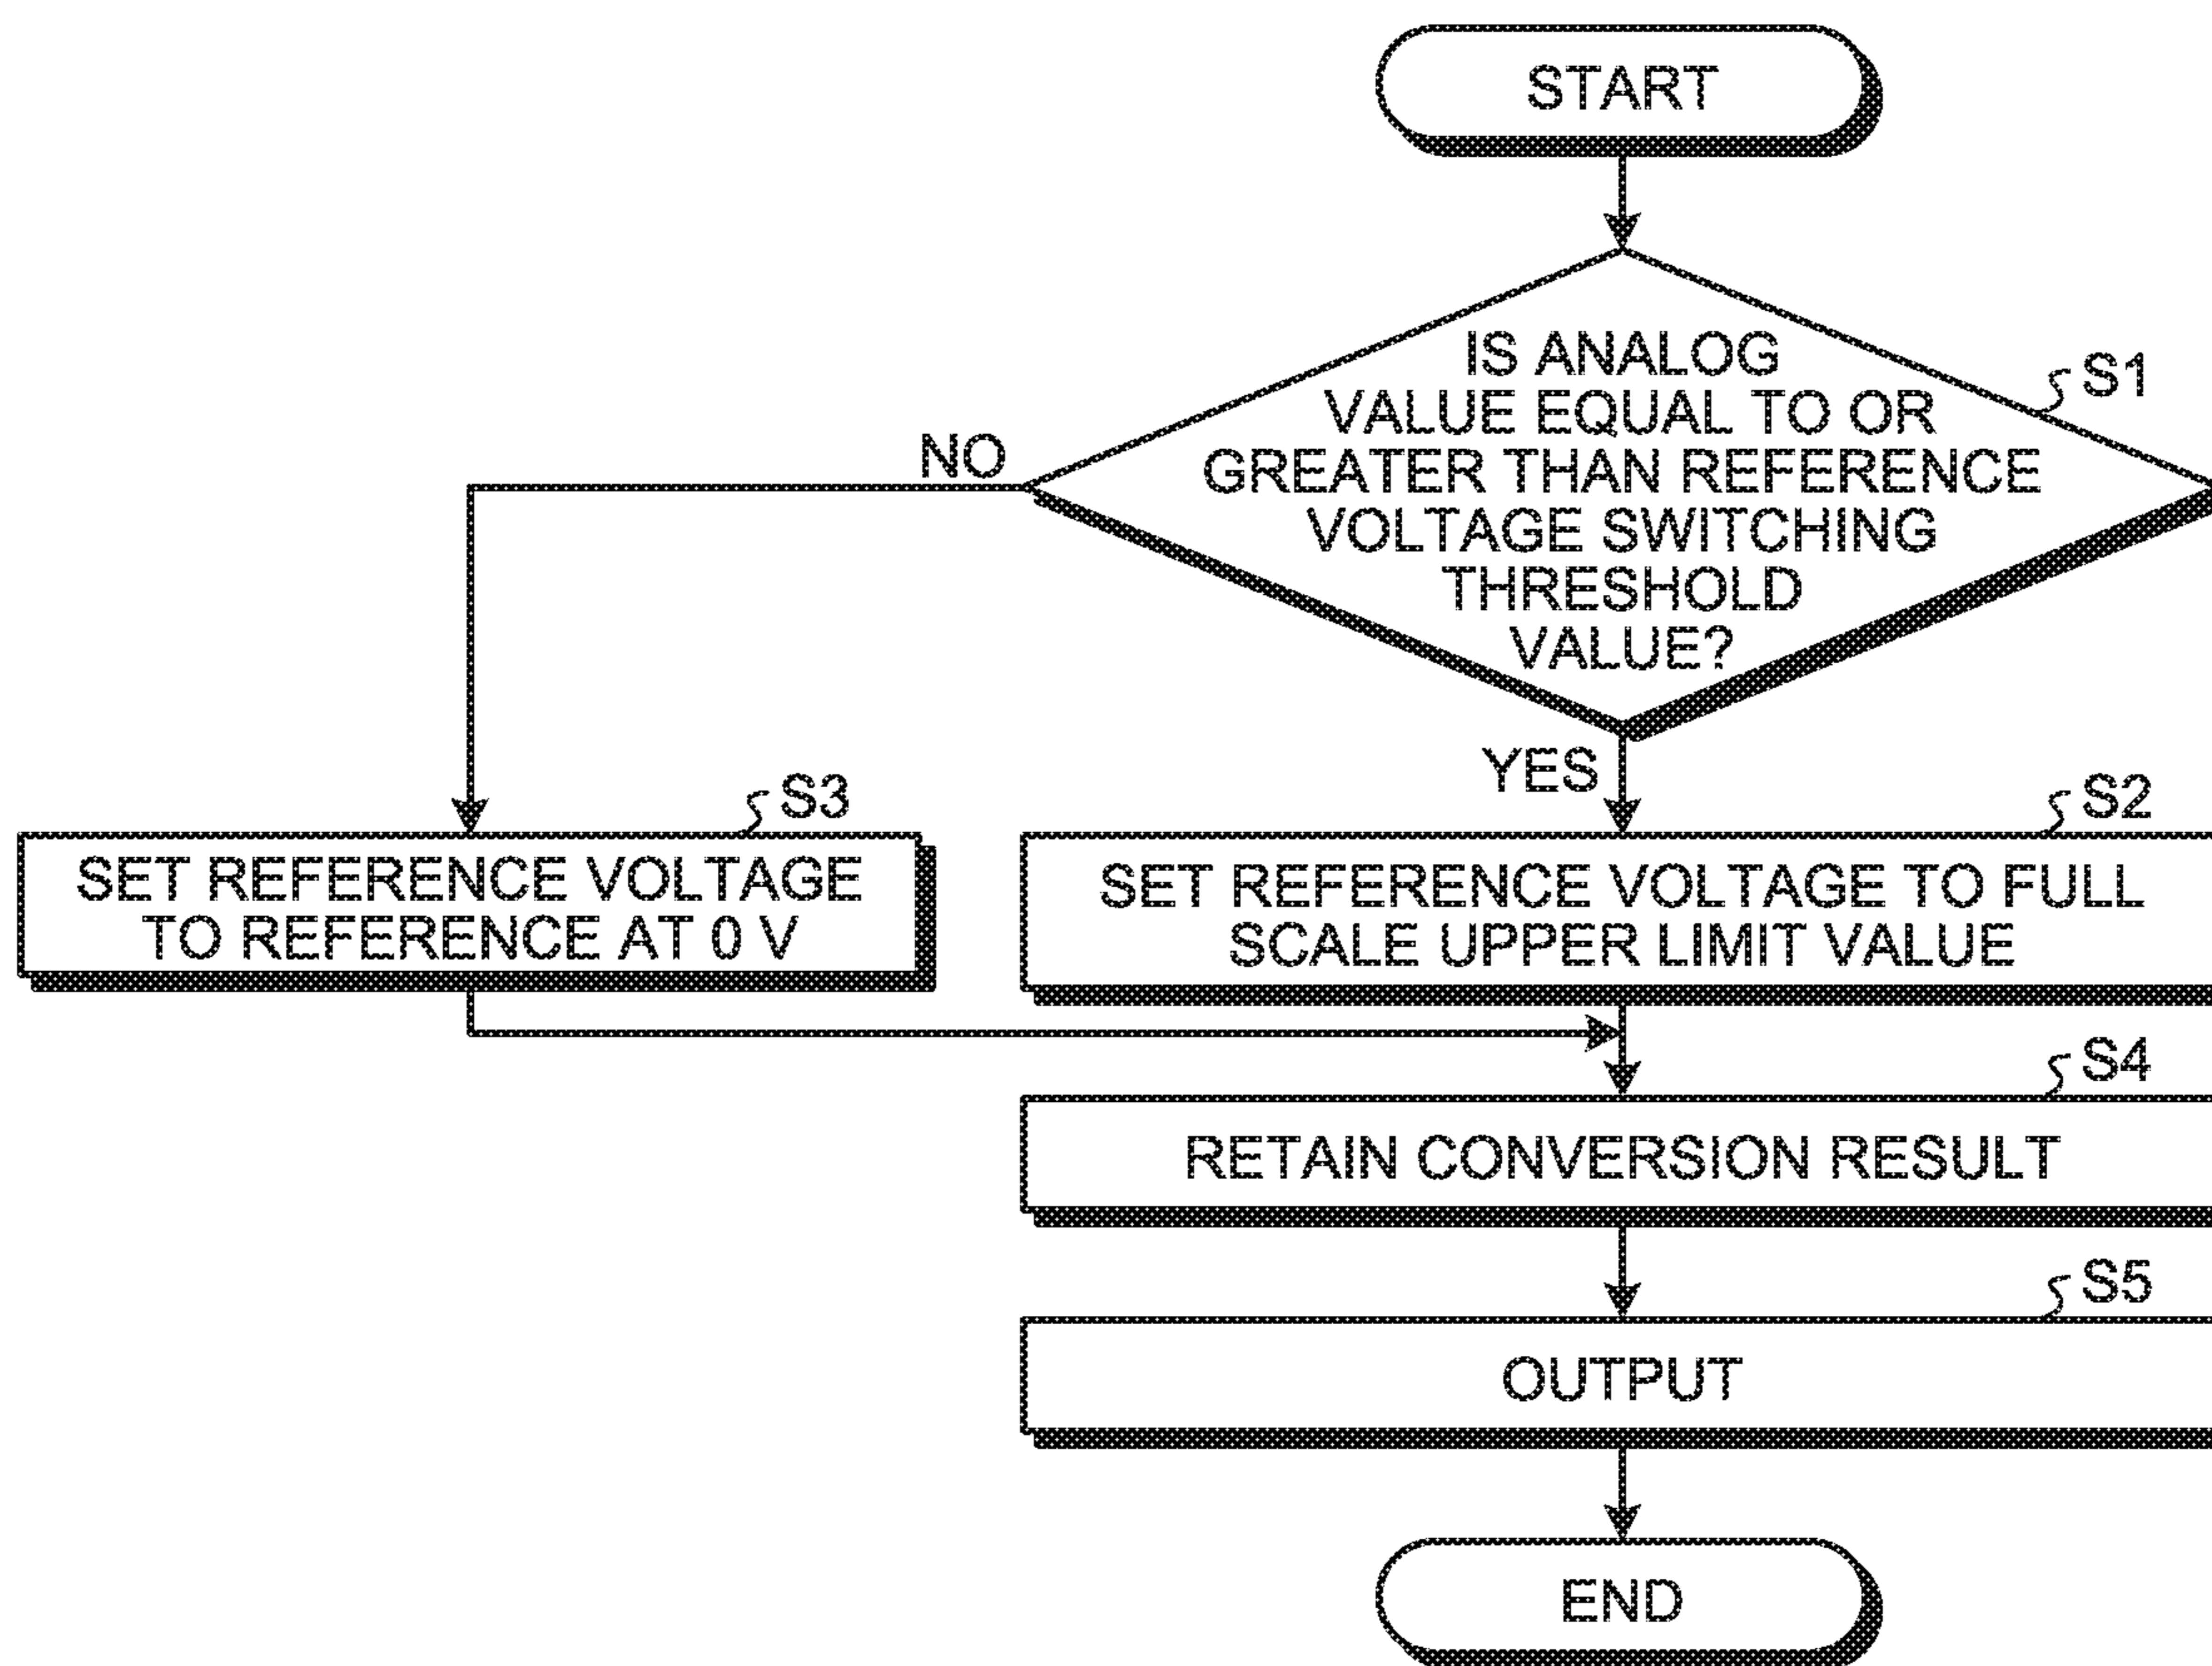 START
IS ANALOG
VALUE EQUAL TO OR
GREATER THAN REFERENCE
VOLTAGE SWITCHING
THRESHOLD
VALUE?
S1
NO
YES
S3
SET REFERENCE VOLTAGE
TO REFERENCE AT 0 V
S2
SET REFERENCE VOLTAGE TO FULL
SCALE UPPER LIMIT VALUE
S4
RETAIN CONVERSION RESULT
S5
OUTPUT
END